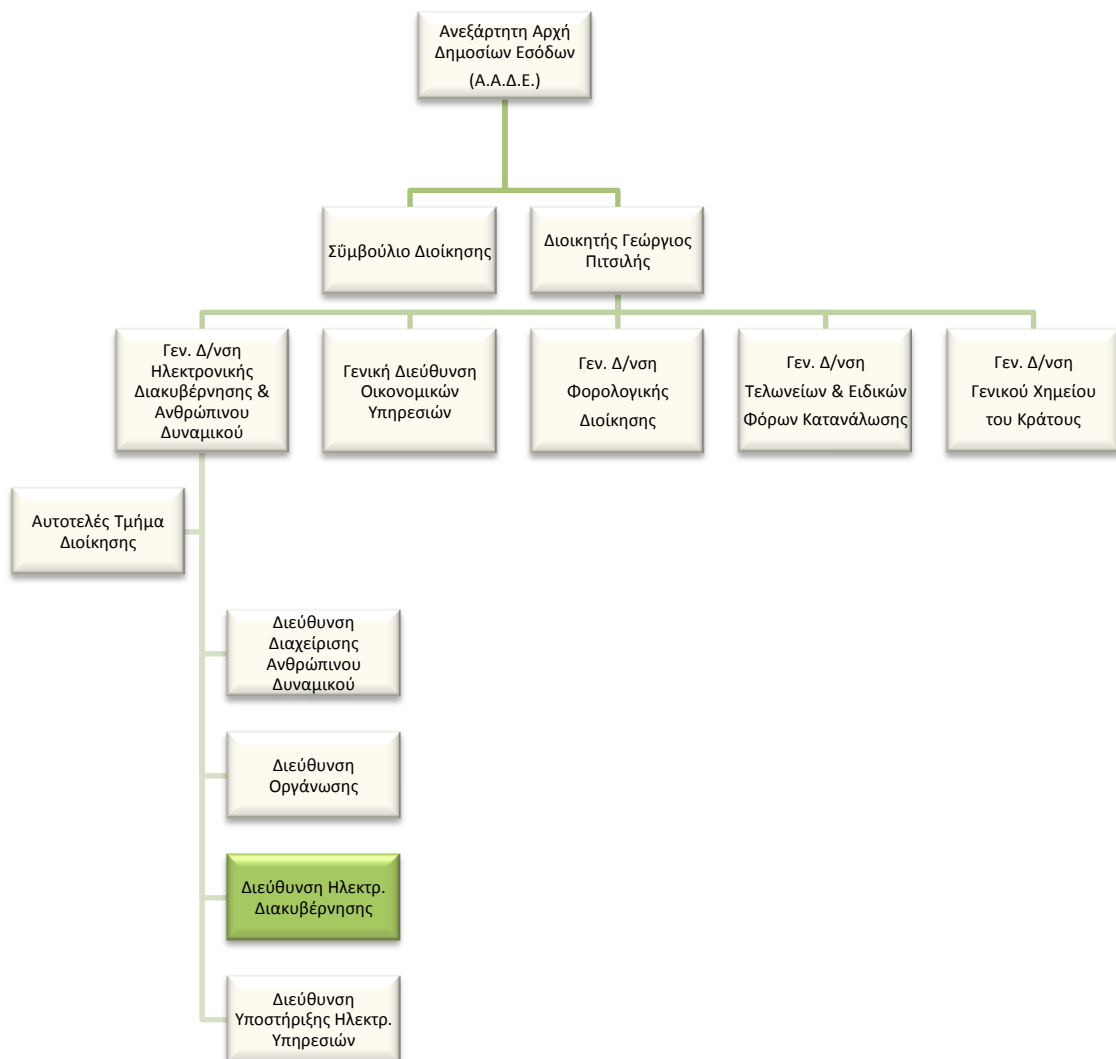 Ανεξάρτητη Αρχή
Δημοσίων Εσόδων
(Α.Α.Δ.Ε.)
Σΰμβούλιο Διοίκησης
Διοικητής Γεώργιος
Πιτσιλής
Γεν. Δ/νση
Ηλεκτρονικής
Διακυβέρνησης &
Ανθρώπινου
Δυναμικού
Γενική Διεύθυνση
Οικονομικών
Υπηρεσιών
Γεν. Δ/νση
Φορολογικής
Διοίκησης
Γεν. Δ/νση
Τελωνείων & Ειδικών
Φόρων Κατανάλωσης
Γεν. Δ/νση
Γενικού Χημείου
του Κράτους
Αυτοτελές Τμήμα
Διοίκησης
Διεύθυνση
Διαχείρισης
Ανθρώπινου
Δυναμικού
Διεύθυνση
Οργάνωσης
Διεύθυνση Ηλεκτρ.
Διακυβέρνησης
Διεύθυνση
Υποστήριξης Ηλεκτρ.
Υπηρεσιών